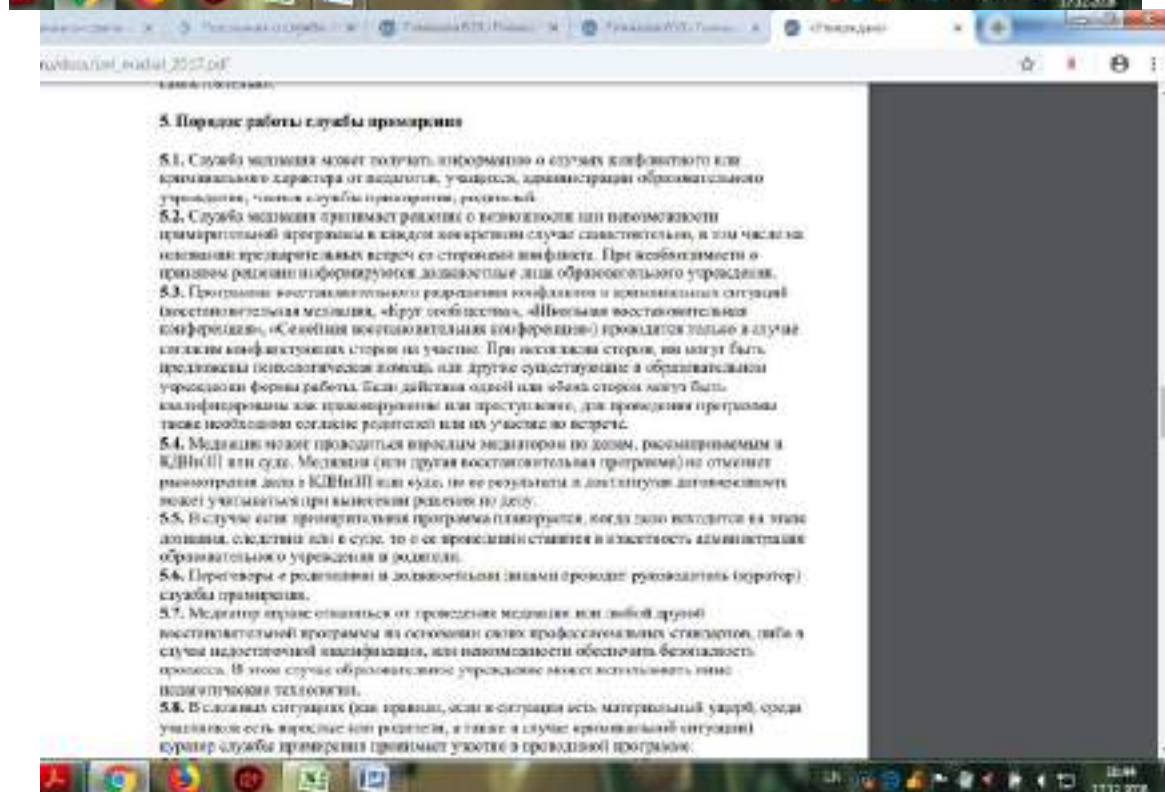 «Утверждаю»
самостоятельно.
5. Порядок работы службы примирения
5.1. Служба медиации может получать информацию о случаях конфликтного или
криминального характера от педагогов, учащихся, администрации образовательного
учреждения, членов службы примирения, родителей.
5.2. Служба медиации принимает решение о возможности или невозможности
примирительной программы в каждом конкретном случае самостоятельно, в том числе на
основании предварительных встреч со сторонами конфликта. При необходимости о
принятом решении информируются должностные лица образовательного учреждения.
5.3. Программы восстановительного разрешения конфликтов и криминальных ситуаций
(восстановительная медиация, «Круг сообщества», «Школьная восстановительная
конференция», «Семейная восстановительная конференция») проводятся только в случае
согласия конфликтующих сторон на участие. При несогласии сторон, им могут быть
предложены психологическая помощь или другие существующие в образовательном
учреждении формы работы. Если действия одной или обеих сторон могут быть
квалифицированы как правонарушение или преступление, для проведения программы
также необходимо согласие родителей или их участие во встрече.
5.4. Медиация может проводиться взрослым медиатором по делам, рассматриваемым в
КДНиЗП или суде. Медиация (или другая восстановительная программа) не отменяет
рассмотрения дела в КДНиЗП или суде, но ее результаты и достигнутая договоренность
может учитываться при вынесении решения по делу.
5.5. В случае если примирительная программа планируется, когда дело находится на этапе
дознания, следствия или в суде, то о ее проведении ставится в известность администрация
образовательного учреждения и родители.
5.6. Переговоры с родителями и должностными лицами проводит руководитель (куратор)
службы примирения.
5.7. Медиатор вправе отказаться от проведения медиации или любой другой
восстановительной программы на основании своих профессиональных стандартов, либо в
случае недостаточной квалификации, или невозможности обеспечить безопасность
процесса. В этом случае образовательное учреждение может использовать иные
педагогические технологии.
5.8. В сложных ситуациях (как правило, если в ситуации есть материальный ущерб, среди
участников есть взрослые или родители, а также в случае криминальной ситуации)
куратор службы примирения принимает участие в проводимой программе.
EN